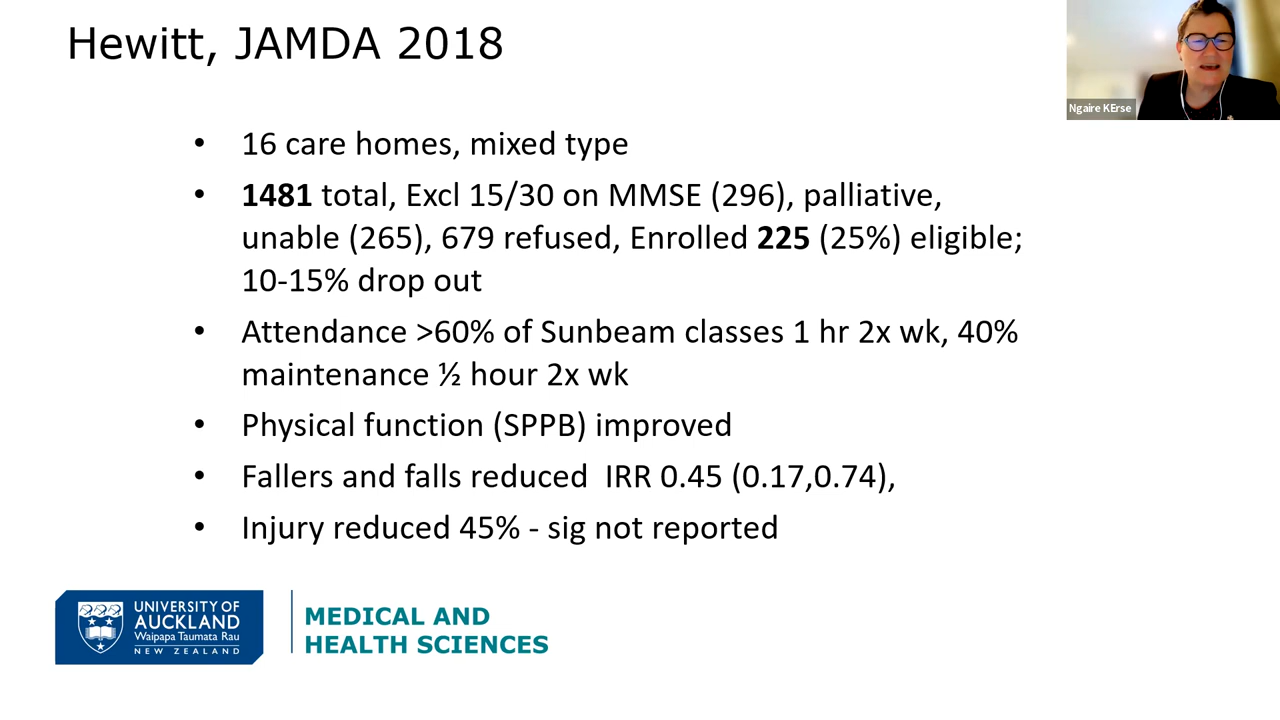 Hewitt, JAMDA 2018
Ngaire KErse
• 16 care homes, mixed type
• 1481 total, Excl 15/30 on MMSE (296), palliative,
unable (265), 679 refused, Enrolled 225 (25%) eligible;
10-15% drop out
• Attendance >60% of Sunbeam classes 1 hr 2x wk, 40%
maintenance ½ hour 2x wk
• Physical function (SPPB) improved
• Fallers and falls reduced  IRR 0.45 (0.17,0.74),
• Injury reduced 45% - sig not reported
UNIVERSITY OF
AUCKLAND
Waipapa Taumata Rau
NEW ZEALAND
MEDICAL AND
HEALTH SCIENCES